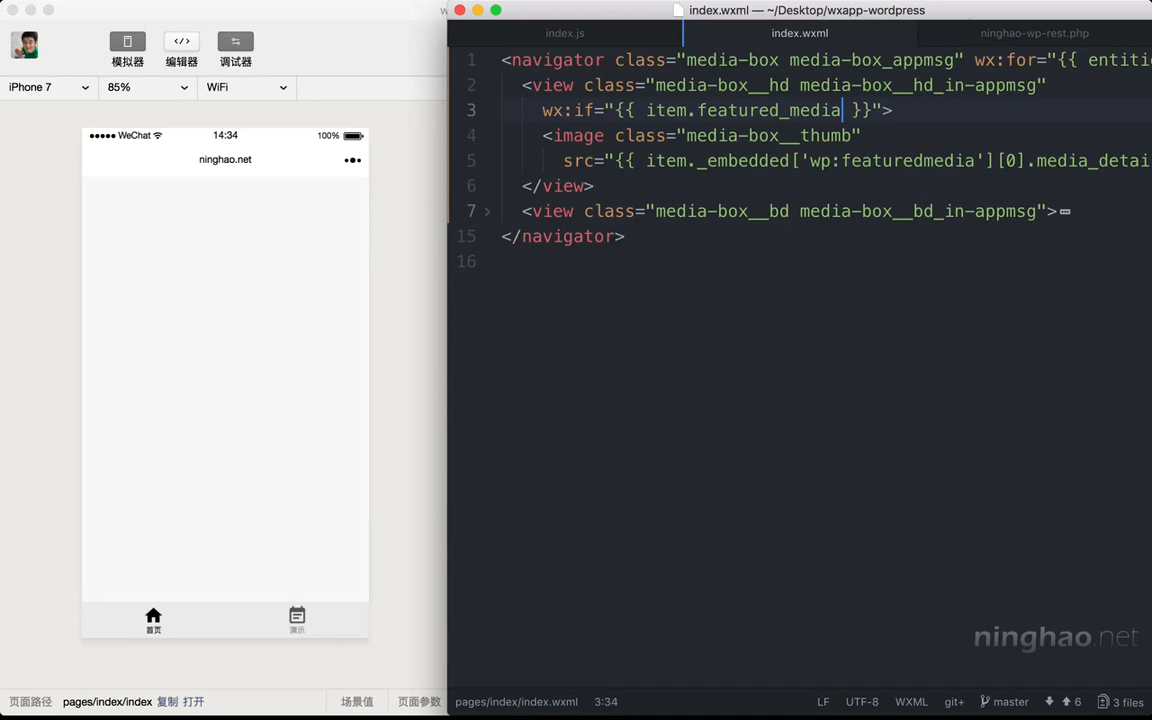 index.wxml — ~/Desktop/wxapp-wordpress
模拟器 编辑器 调试器
iPhone 7 85% WiFi
WeChat 14:34 100%
ninghao.net
首页 演示
页面路径 pages/index/index 复制 打开 场景值 页面参数
index.js index.wxml ninghao-wp-rest.php
1 <navigator class="media-box media-box_appmsg" wx:for="{{ entiti
2 <view class="media-box__hd media-box__hd_in-appmsg"
3 wx:if="{{ item.featured_media }}">
4 <image class="media-box__thumb"
5 src="{{ item._embedded['wp:featuredmedia'][0].media_detai
6 </view>
7 <view class="media-box__bd media-box__bd_in-appmsg">
15 </navigator>
16
ninghao.net
pages/index/index.wxml 3:34 LF UTF-8 WXML git+ master 6 3 files